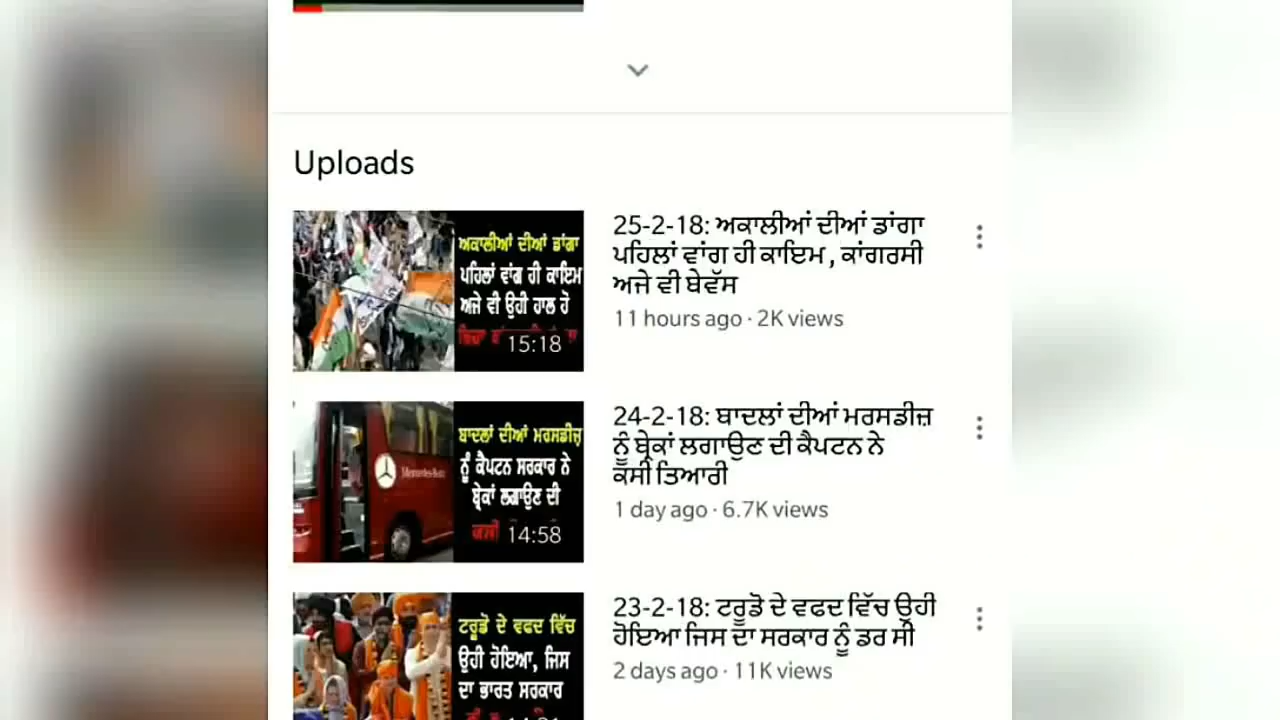 Uploads
ਅਕਾਲੀਆਂ ਦੀਆਂ ਡਾਂਗਾ
ਪਹਿਲਾਂ ਵਾਂਗ ਹੀ ਕਾਇਮ
ਅਜੇ ਵੀ ਉਹੀ ਹਾਲ ਹੋ
15:18
25-2-18: ਅਕਾਲੀਆਂ ਦੀਆਂ ਡਾਂਗਾ
ਪਹਿਲਾਂ ਵਾਂਗ ਹੀ ਕਾਇਮ, ਕਾਂਗਰਸੀ
ਅਜੇ ਵੀ ਬੇਵੱਸ
11 hours ago · 2K views
Mercedes-Benz
ਬਾਦਲਾਂ ਦੀਆਂ ਮਰਸਡੀਜ਼
ਨੂੰ ਕੈਪਟਨ ਸਰਕਾਰ ਨੇ
ਬ੍ਰੇਕਾਂ ਲਗਾਉਣ ਦੀ
ਕਸੀ 14:58
24-2-18: ਬਾਦਲਾਂ ਦੀਆਂ ਮਰਸਡੀਜ਼
ਨੂੰ ਬ੍ਰੇਕਾਂ ਲਗਾਉਣ ਦੀ ਕੈਪਟਨ ਨੇ
ਕਸੀ ਤਿਆਰੀ
1 day ago · 6.7K views
ਟਰੂਡੋ ਦੇ ਵਫਦ ਵਿੱਚ
ਉਹੀ ਹੋਇਆ, ਜਿਸ
ਦਾ ਭਾਰਤ ਸਰਕਾਰ
23-2-18: ਟਰੂਡੋ ਦੇ ਵਫਦ ਵਿੱਚ ਉਹੀ
ਹੋਇਆ ਜਿਸ ਦਾ ਸਰਕਾਰ ਨੂੰ ਡਰ ਸੀ
2 days ago · 11K views